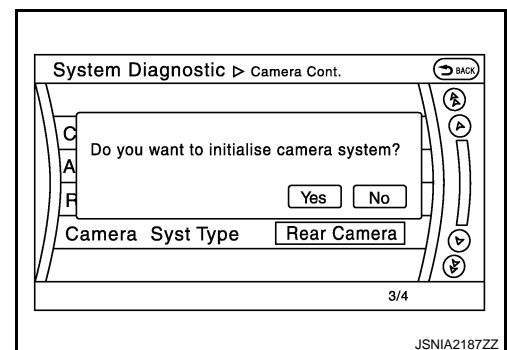 System Diagnostic ▷ Camera Cont.
BACK
C
Do you want to initialise camera system?
A
R
Yes No
Camera Syst Type Rear Camera
3/4
JSNIA2187ZZ